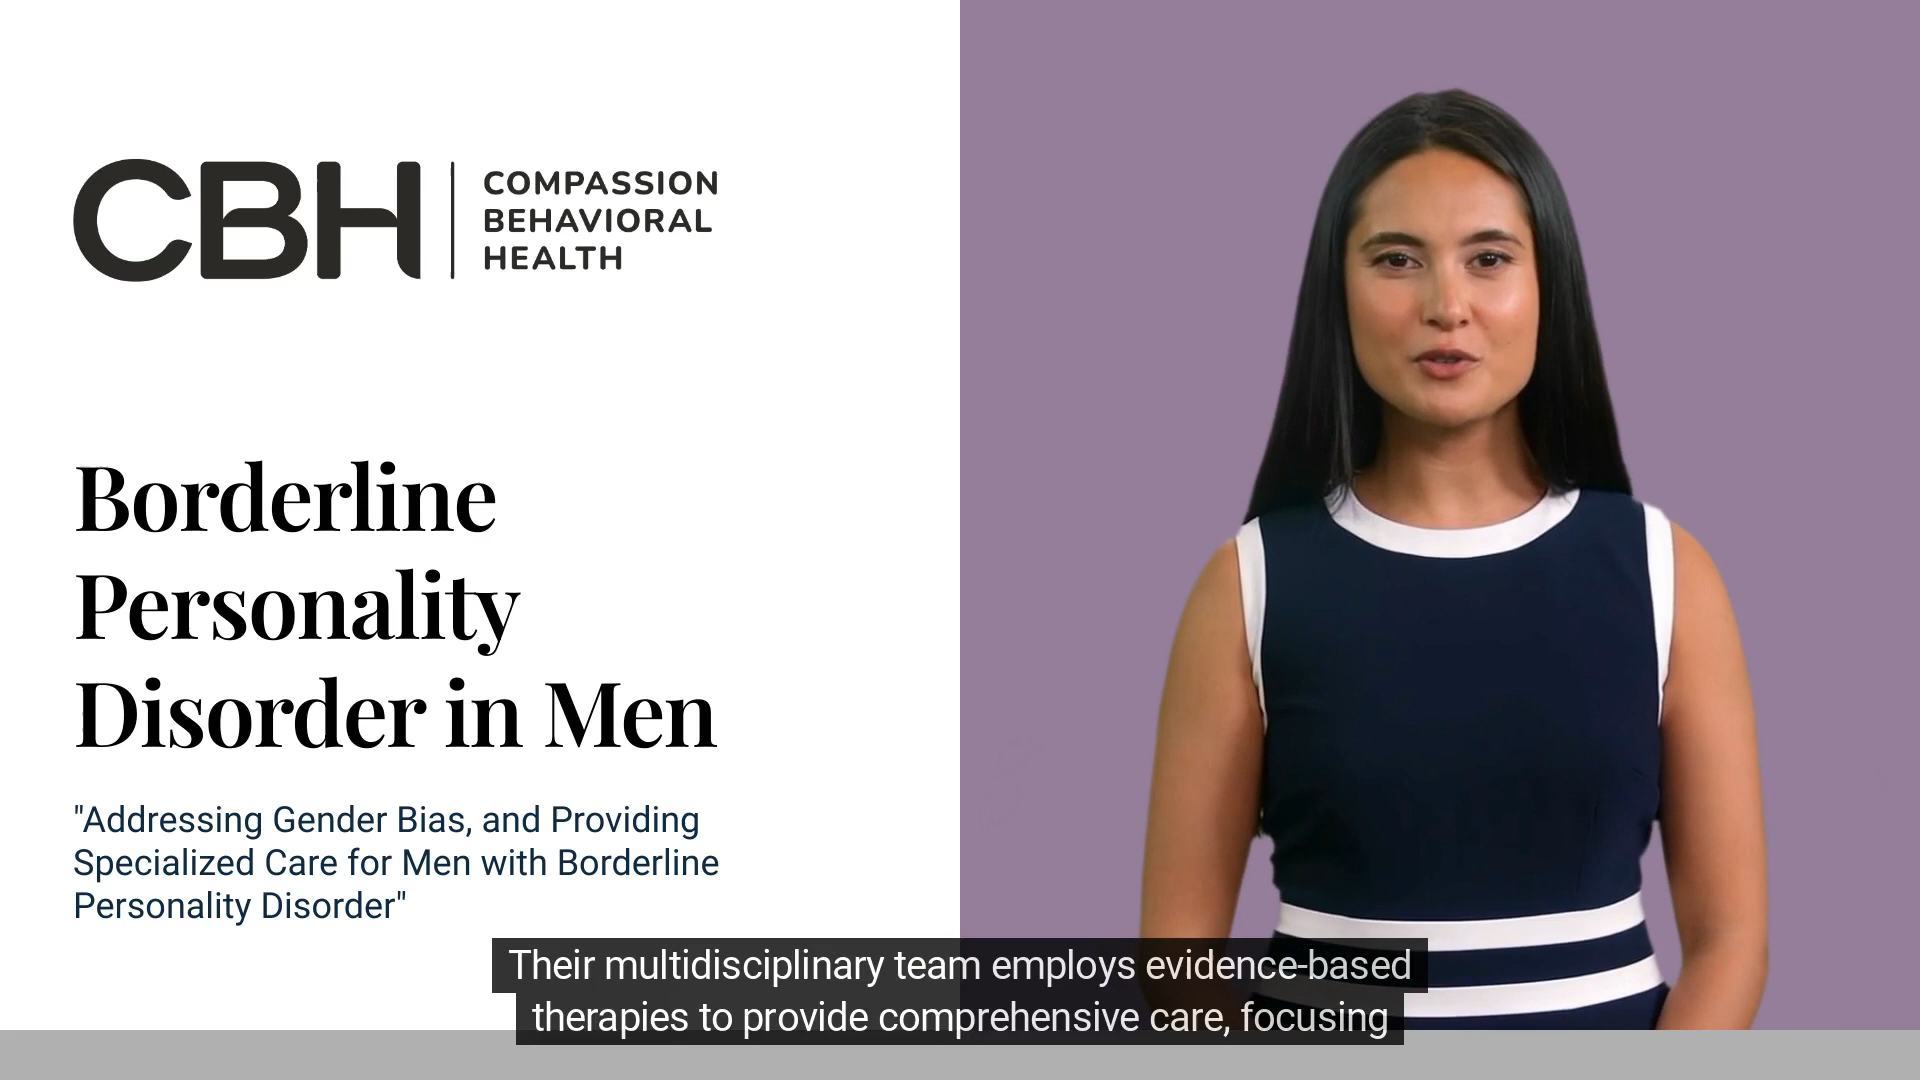 CBH
COMPASSION
BEHAVIORAL
HEALTH
Borderline
Personality
Disorder in Men
"Addressing Gender Bias, and Providing
Specialized Care for Men with Borderline
Personality Disorder"
Their multidisciplinary team employs evidence-based
therapies to provide comprehensive care, focusing